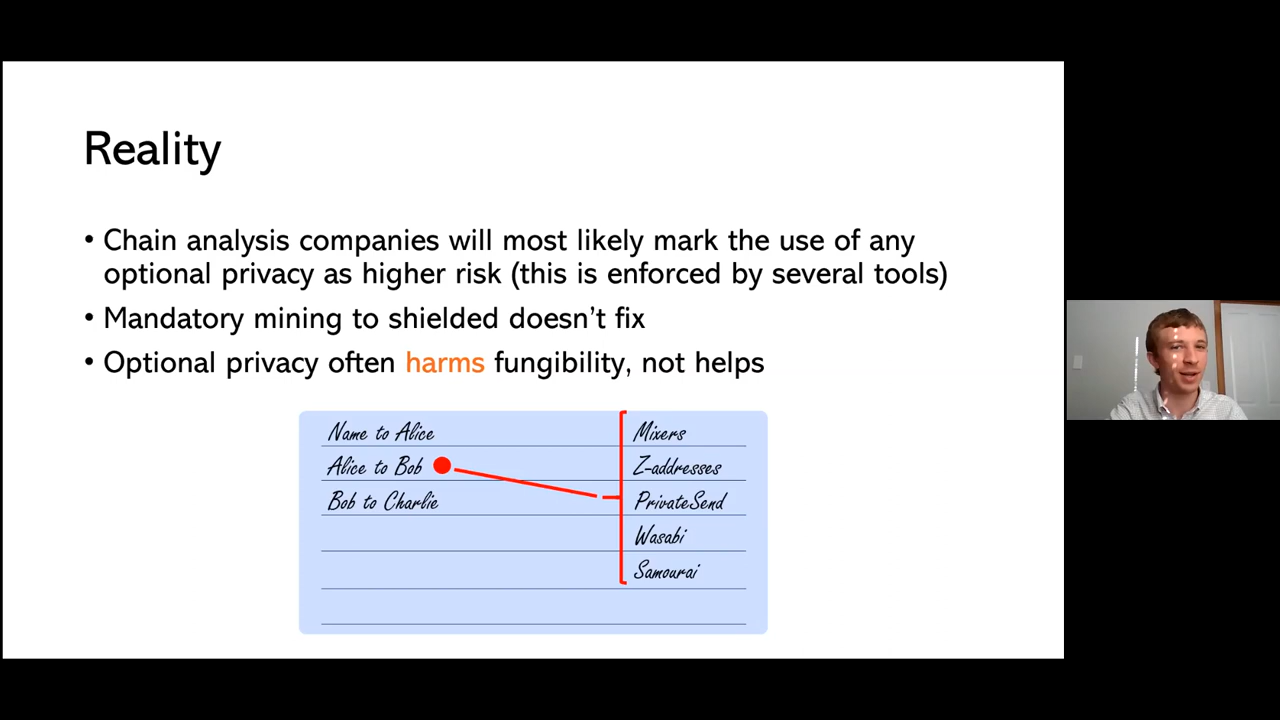 Reality
• Chain analysis companies will most likely mark the use of any
optional privacy as higher risk (this is enforced by several tools)
• Mandatory mining to shielded doesn't fix
• Optional privacy often harms fungibility, not helps
Name to Alice
Alice to Bob
Bob to Charlie
Mixers
Z-addresses
PrivateSend
Wasabi
Samourai